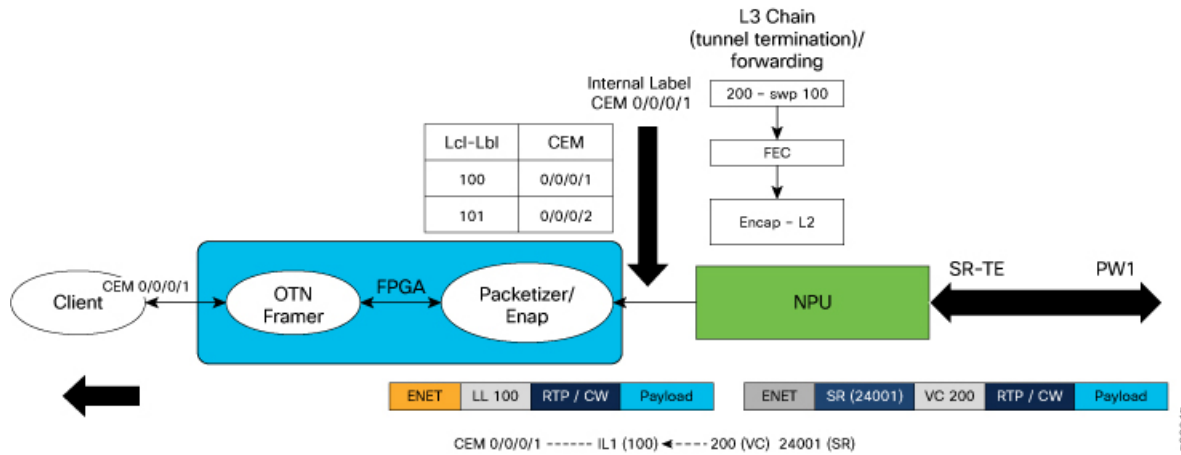 L3 Chain
(tunnel termination)/
forwarding
Internal Label
CEM 0/0/0/1
200 – swp 100
FEC
Encap – L2
Lcl-Lbl CEM
100 0/0/0/1
101 0/0/0/2
Client
CEM 0/0/0/1
OTN
Framer
FPGA
Packetizer/
Enap
NPU
SR-TE PW1
ENET LL 100 RTP / CW Payload
ENET SR (24001) VC 200 RTP / CW Payload
CEM 0/0/0/1 ------ IL1 (100) ---- 200 (VC) 24001 (SR)